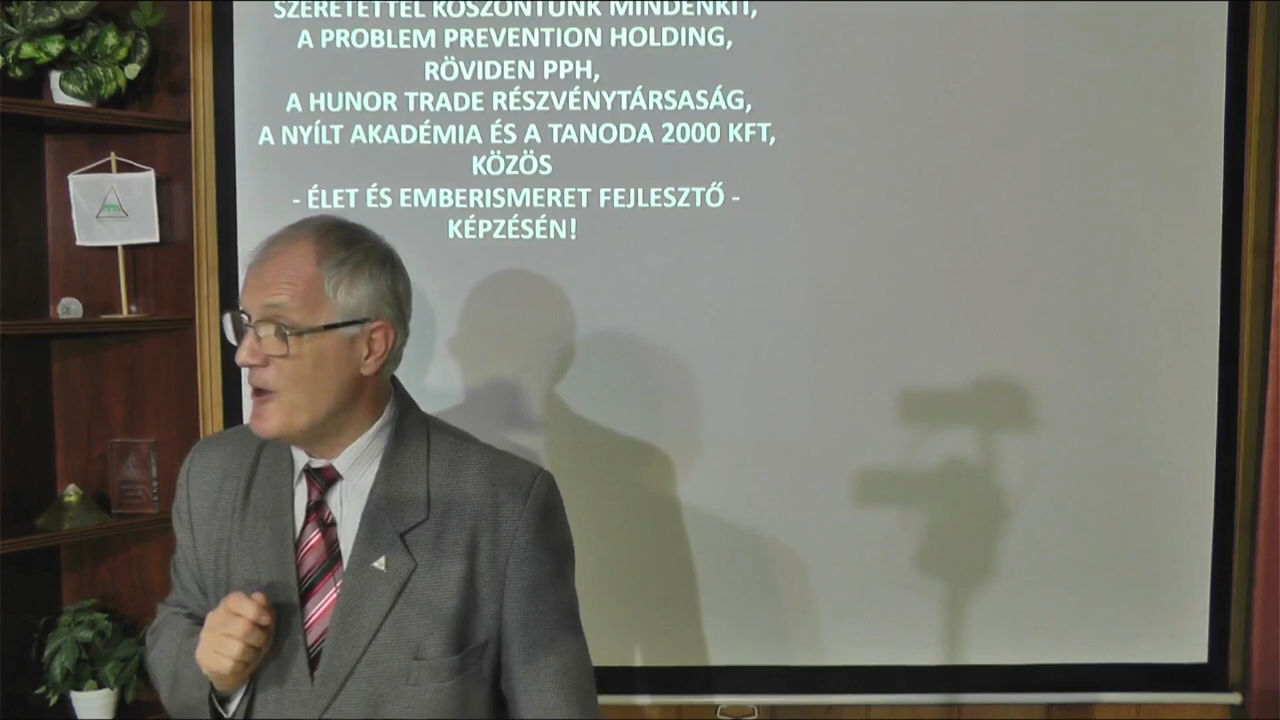 SZERETETTEL KÖSZÖNTÜNK MINDENKIT,
A PROBLEM PREVENTION HOLDING,
RÖVIDEN PPH,
A HUNOR TRADE RÉSZVÉNYTÁRSASÁG,
A NYÍLT AKADÉMIA ÉS A TANODA 2000 KFT,
KÖZÖS
- ÉLET ÉS EMBERISMERET FEJLESZTŐ -
KÉPZÉSÉN!